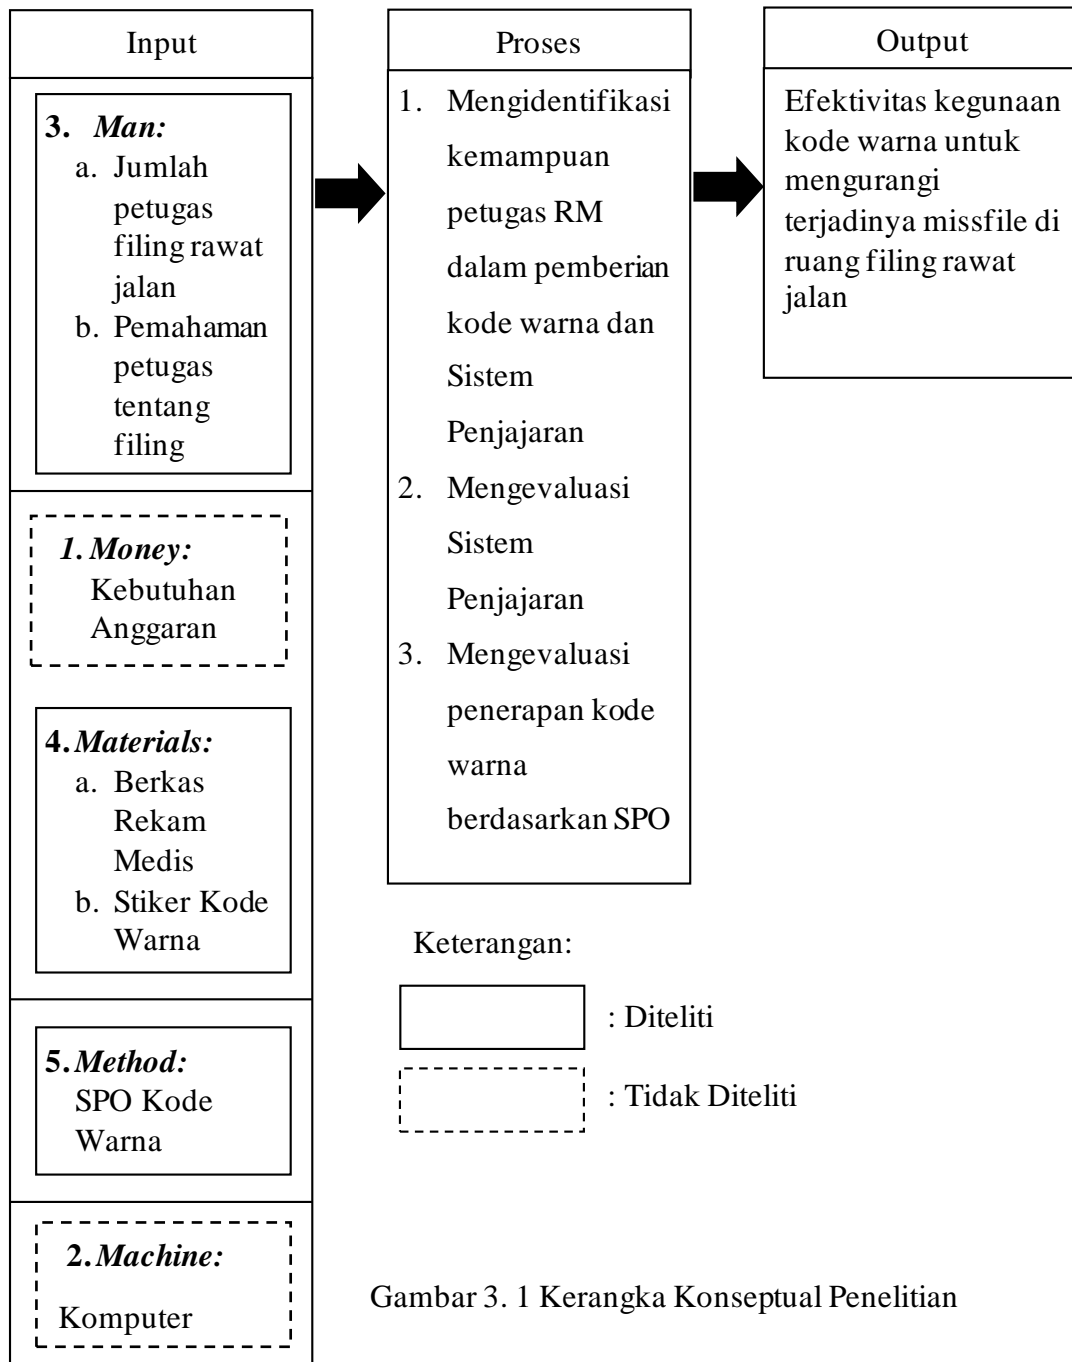 Input
3. Man:
a. Jumlah
petugas
filing rawat
jalan
b. Pemahaman
petugas
tentang
filing
1. Money:
Kebutuhan
Anggaran
4. Materials:
a. Berkas
Rekam
Medis
b. Stiker Kode
Warna
5. Method:
SPO Kode
Warna
2. Machine:
Komputer
Proses
1. Mengidentifikasi
kemampuan
petugas RM
dalam pemberian
kode warna dan
Sistem
Penjajaran
2. Mengevaluasi
Sistem
Penjajaran
3. Mengevaluasi
penerapan kode
warna
berdasarkan SPO
Output
Efektivitas kegunaan
kode warna untuk
mengurangi
terjadinya missfile di
ruang filing rawat
jalan
Keterangan:
: Diteliti
: Tidak Diteliti
Gambar 3. 1 Kerangka Konseptual Penelitian